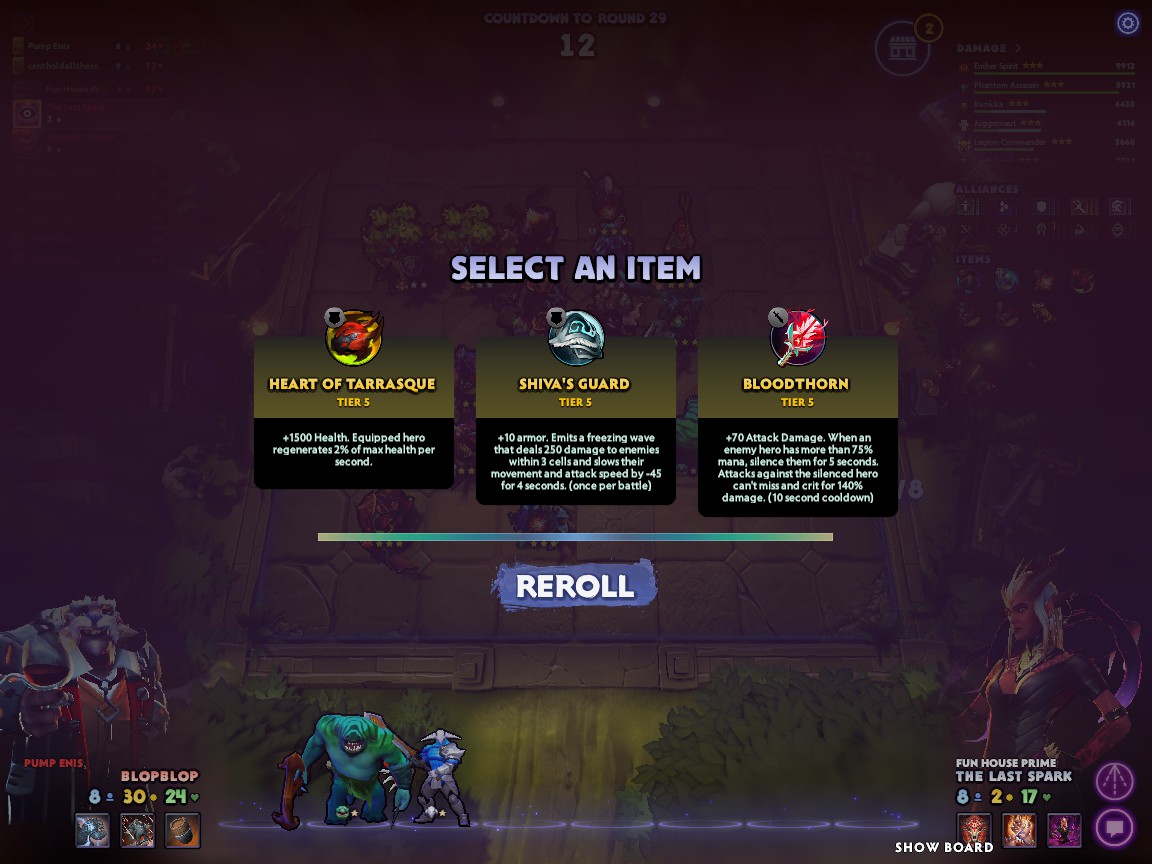 COUNTDOWN TO ROUND 29
12
2
Pump Enis
DAMAGE >
Ember Spirit ★★★ 9912
Phantom Assassin ★★★
Juggernaut ★★★ 4116
Legion Commander ★★★ 3660
ALLIANCES
ITEMS
SELECT AN ITEM
HEART OF TARRASQUE
TIER 5
+1500 Health. Equipped hero
regenerates 2% of max health per
second.
SHIVA'S GUARD
TIER 5
+10 armor. Emits a freezing wave
that deals 250 damage to enemies
within 3 cells and slows their
movement and attack speed by -45
for 4 seconds. (once per battle)
BLOODTHORN
TIER 5
+70 Attack Damage. When an
enemy hero has more than 75%
mana, silence them for 5 seconds.
Attacks against the silenced hero
can't miss and crit for 140%
damage. (10 second cooldown)
/8
REROLL
PUMP ENIS,
BLOPBLOP
8 30 24
FUN HOUSE PRIME
THE LAST SPARK
8 2 17
SHOW BOARD